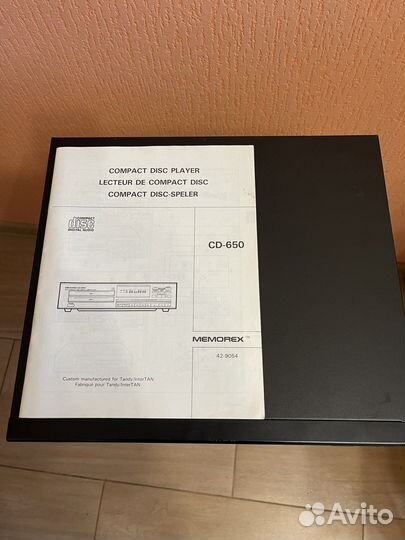 COMPACT DISC PLAYER
LECTEUR DE COMPACT DISC
COMPACT DISC-SPELER
COMPACT
disc
DIGITAL AUDIO
CD-650
MEMOREX™
42-9054
Custom manufactured for Tandy/InterTAN
Fabriqué pour Tandy/InterTAN
Avito